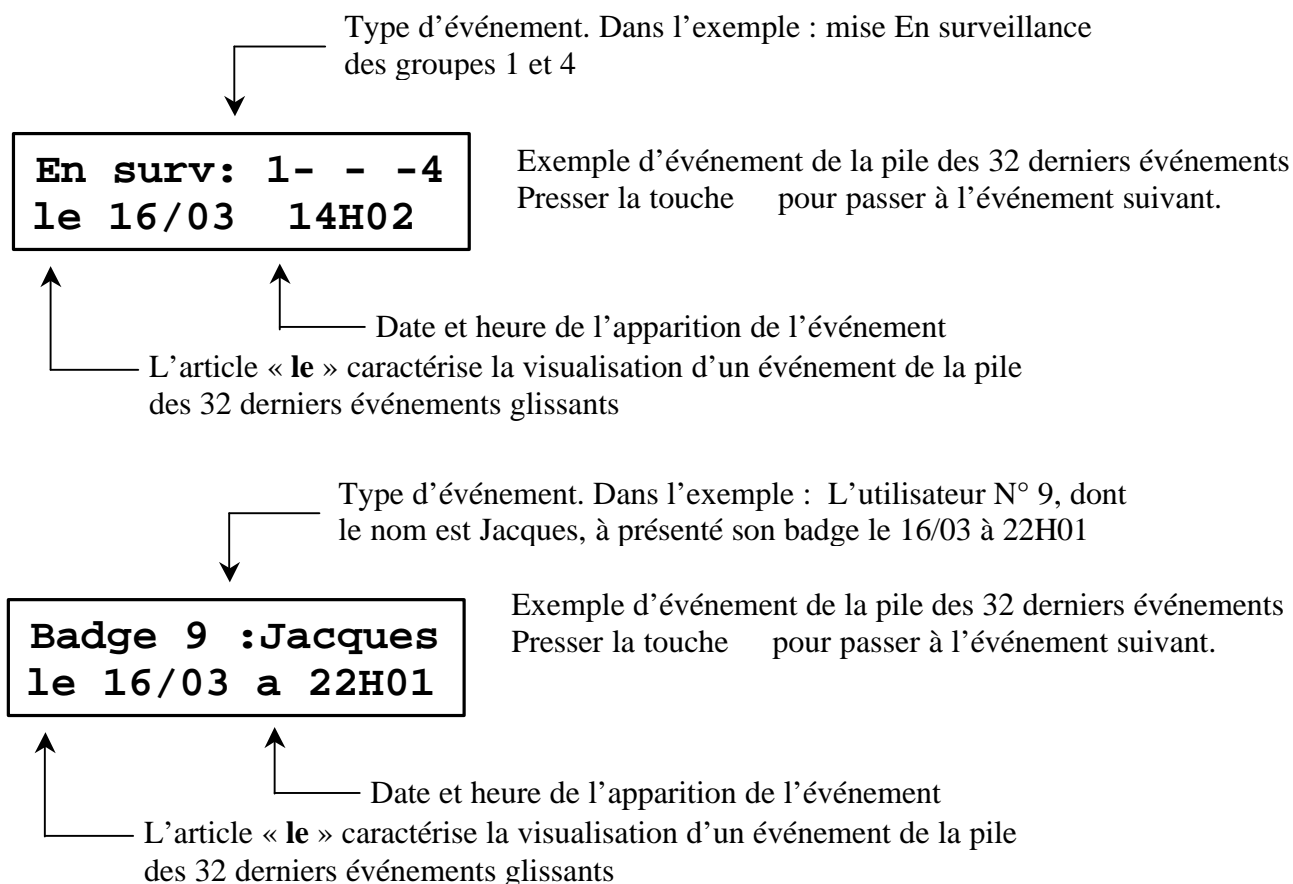 Type d’événement. Dans l’exemple : mise En surveillance
des groupes 1 et 4
En surv: 1- - -4
le 16/03 14H02
Exemple d’événement de la pile des 32 derniers événements
Presser la touche pour passer à l’événement suivant.
Date et heure de l’apparition de l’événement
L’article « le » caractérise la visualisation d’un événement de la pile
des 32 derniers événements glissants
Type d’événement. Dans l’exemple : L’utilisateur N° 9, dont
le nom est Jacques, à présenté son badge le 16/03 à 22H01
Badge 9 :Jacques
le 16/03 a 22H01
Exemple d’événement de la pile des 32 derniers événements
Presser la touche pour passer à l’événement suivant.
Date et heure de l’apparition de l’événement
L’article « le » caractérise la visualisation d’un événement de la pile
des 32 derniers événements glissants